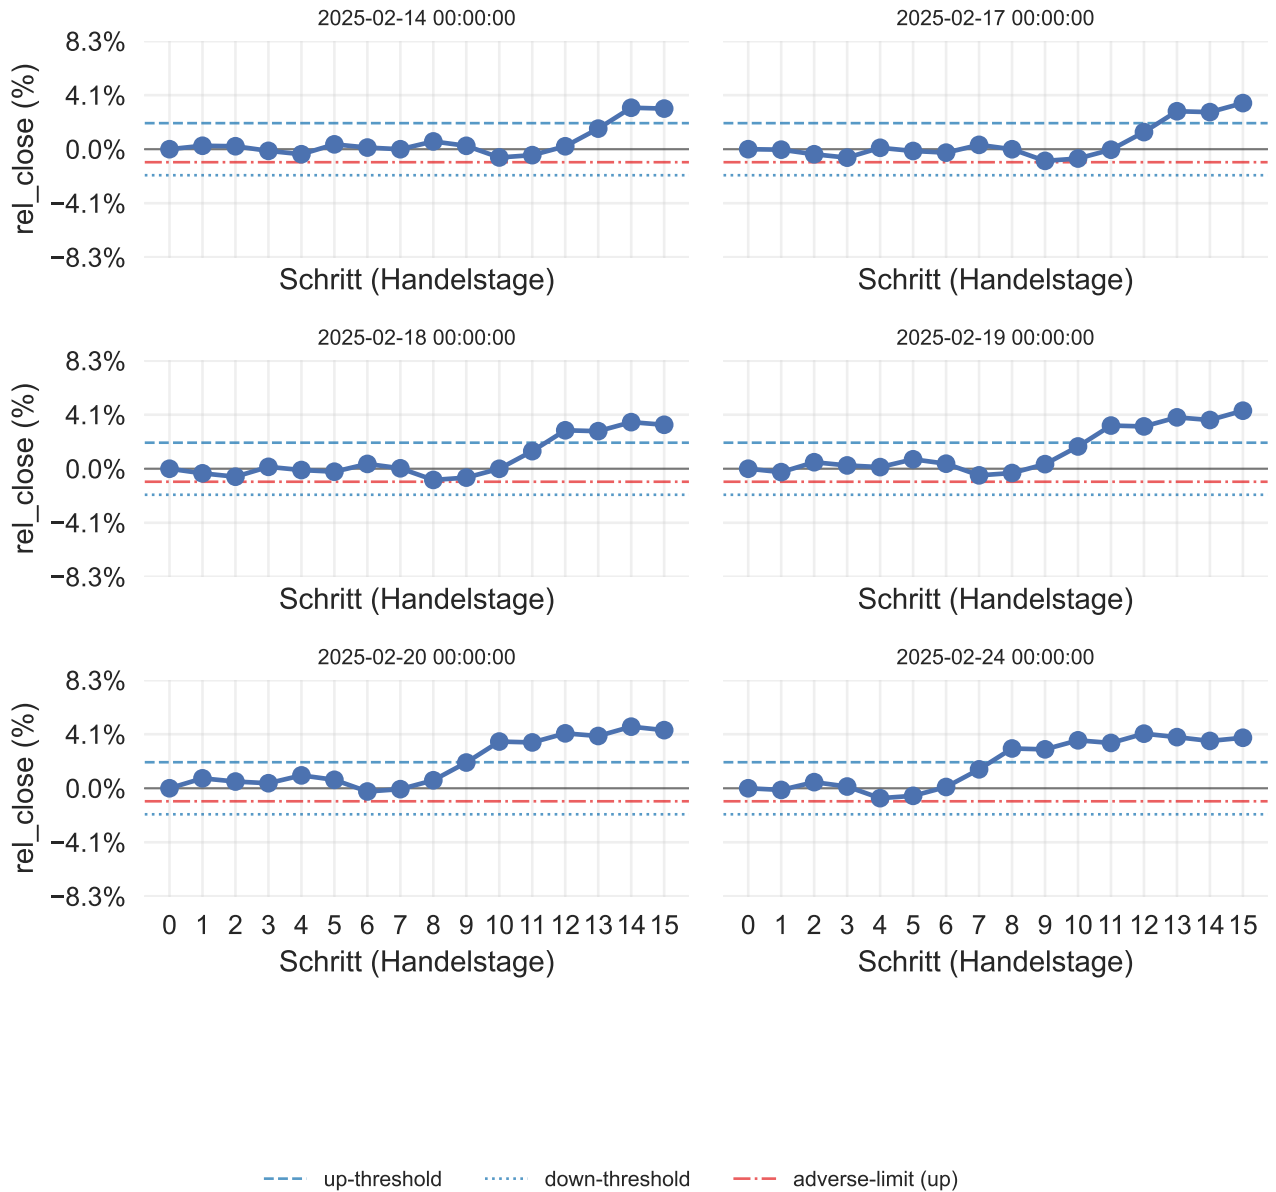 2025-02-14 00:00:00
2025-02-17 00:00:00
rel_close (%)
8.3%
4.1%
0.0%
−4.1%
−8.3%
Schritt (Handelstage)
Schritt (Handelstage)
2025-02-18 00:00:00
2025-02-19 00:00:00
rel_close (%)
8.3%
4.1%
0.0%
−4.1%
−8.3%
Schritt (Handelstage)
Schritt (Handelstage)
2025-02-20 00:00:00
2025-02-24 00:00:00
rel_close (%)
8.3%
4.1%
0.0%
−4.1%
−8.3%
0 1 2 3 4 5 6 7 8 9 10 11 12 13 14 15
0 1 2 3 4 5 6 7 8 9 10 11 12 13 14 15
Schritt (Handelstage)
Schritt (Handelstage)
up-threshold
down-threshold
adverse-limit (up)